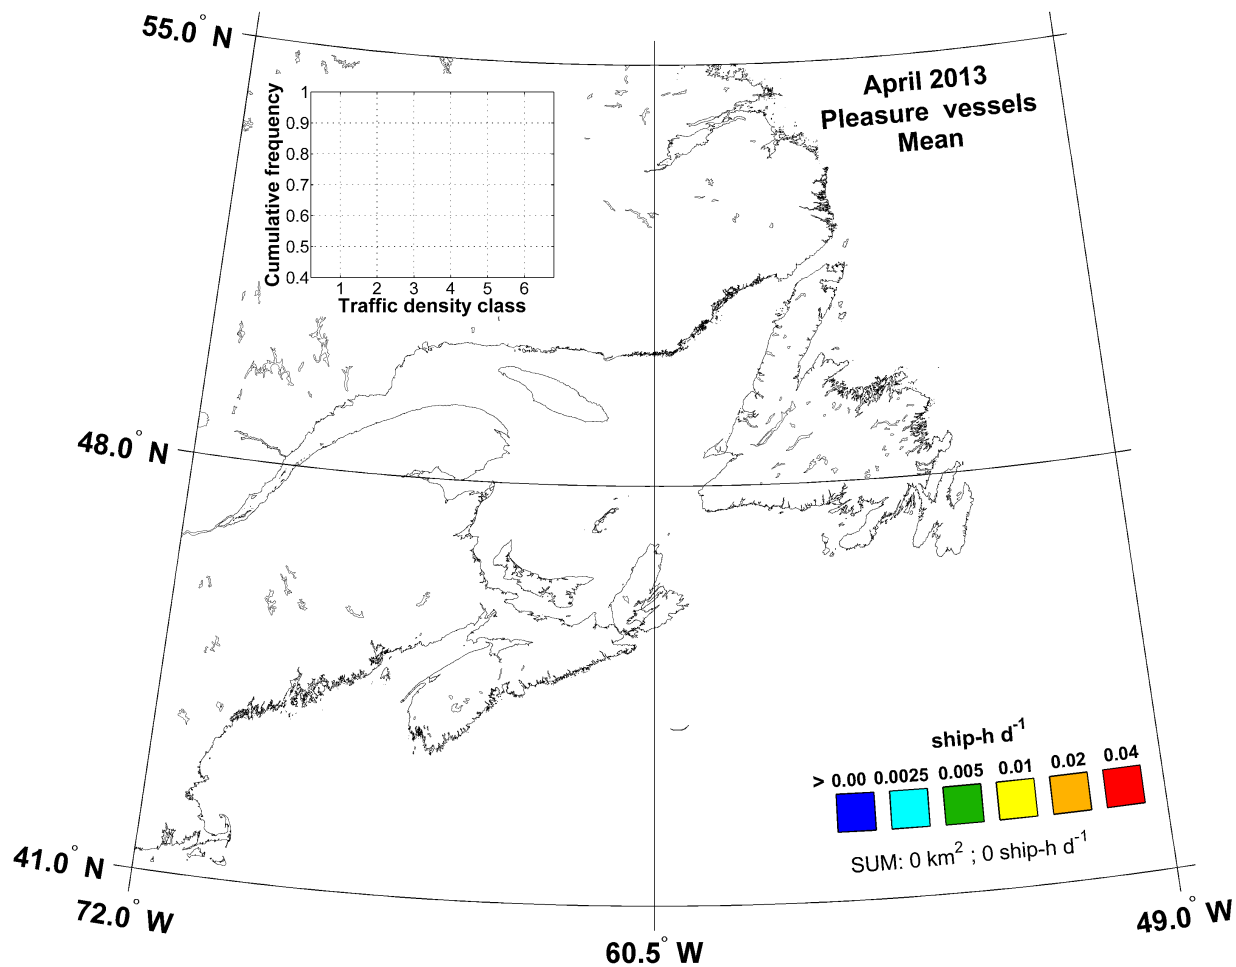 55.0° N
April 2013
Pleasure vessels
Mean
Cumulative frequency
1
0.9
0.8
0.7
0.6
0.5
0.4
1 2 3 4 5 6
Traffic density class
48.0° N
ship-h d-1
> 0.00 0.0025 0.005 0.01 0.02 0.04
SUM: 0 km2 ; 0 ship-h d-1
41.0° N
72.0° W
60.5° W
49.0° W